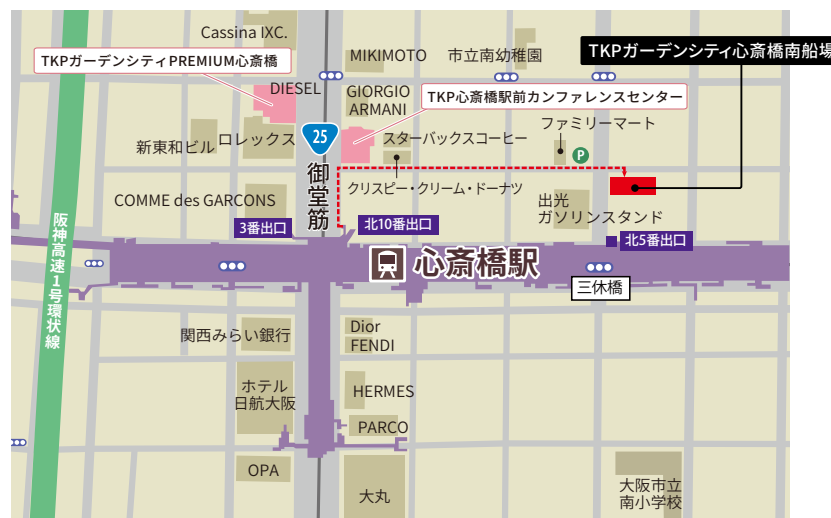 Cassina IXC.
TKPガーデンシティPREMIUM心斎橋
MIKIMOTO
市立南幼稚園
TKPガーデンシティ心斎橋南船場
DIESEL
GIORGIO
ARMANI
TKP心斎橋駅前カンファレンスセンター
25
御堂筋
新東和ビル
ロレックス
スターバックスコーヒー
ファミリーマート
P
クリスピー・クリーム・ドーナツ
COMME des GARCONS
出光
ガソリンスタンド
3番出口
北10番出口
北5番出口
阪神高速1号環状線
心斎橋駅
三休橋
関西みらい銀行
Dior
FENDI
ホテル
日航大阪
HERMES
PARCO
OPA
大丸
大阪市立
南小学校